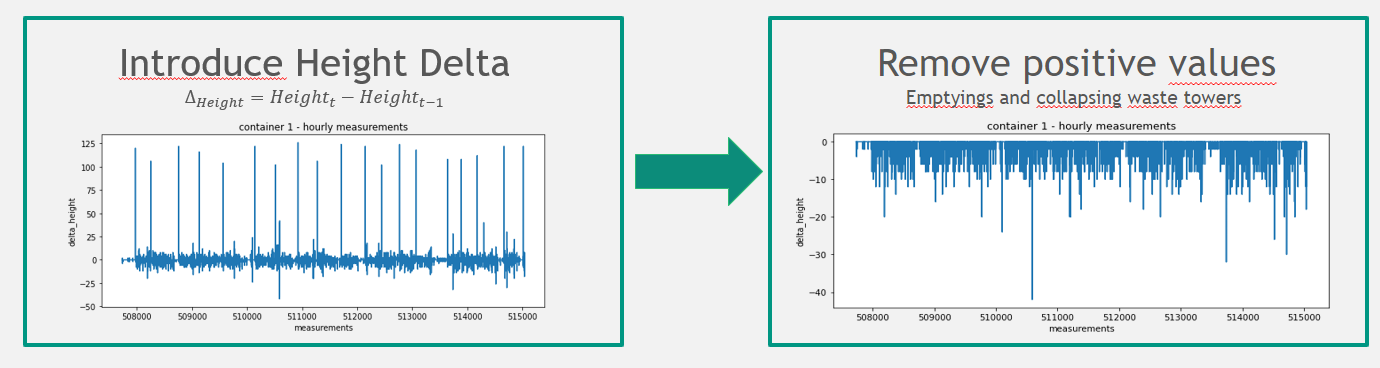 Introduce Height Delta
Δ_Height = Height_t − Height_{t−1}
container 1 - hourly measurements
125
100
75
50
25
0
−25
−50
delta_height
508000 509000 510000 511000 512000 513000 514000 515000
measurements
Remove positive values
Emptyings and collapsing waste towers
container 1 - hourly measurements
0
−10
−20
−30
−40
delta_height
508000 509000 510000 511000 512000 513000 514000 515000
measurements